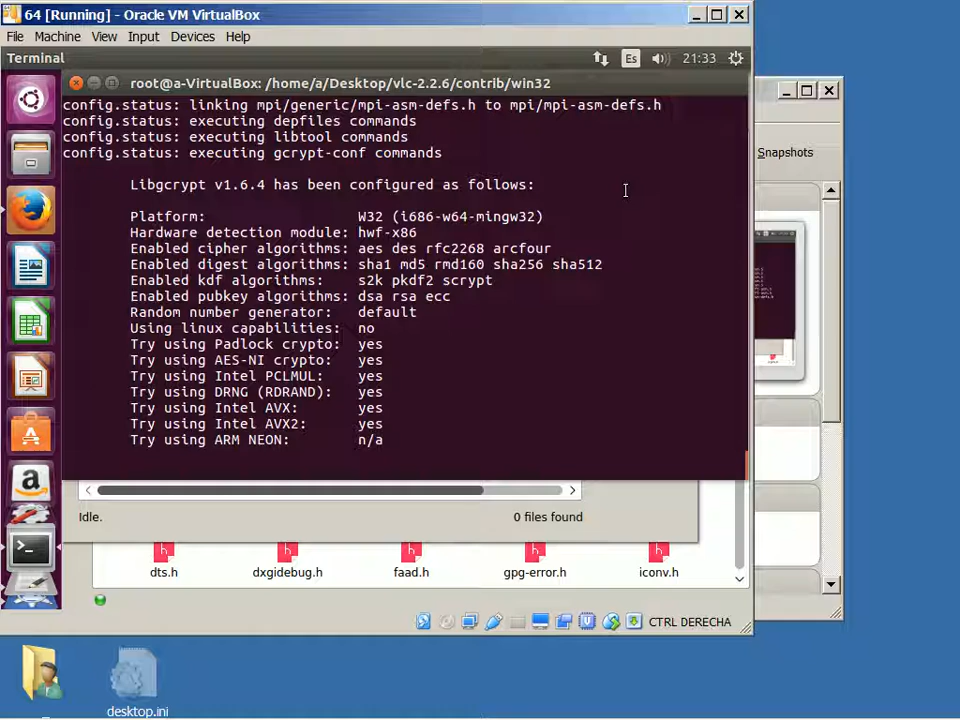 64 [Running] - Oracle VM VirtualBox
File Machine View Input Devices Help
Terminal
Es
21:33
root@a-VirtualBox: /home/a/Desktop/vlc-2.2.6/contrib/win32
config.status: linking mpi/generic/mpi-asm-defs.h to mpi/mpi-asm-defs.h
config.status: executing depfiles commands
config.status: executing libtool commands
config.status: executing gcrypt-conf commands
Libgcrypt v1.6.4 has been configured as follows:
Platform: W32 (i686-w64-mingw32)
Hardware detection module: hwf-x86
Enabled cipher algorithms: aes des rfc2268 arcfour
Enabled digest algorithms: sha1 md5 rmd160 sha256 sha512
Enabled kdf algorithms: s2k pkdf2 scrypt
Enabled pubkey algorithms: dsa rsa ecc
Random number generator: default
Using linux capabilities: no
Try using Padlock crypto: yes
Try using AES-NI crypto: yes
Try using Intel PCLMUL: yes
Try using DRNG (RDRAND): yes
Try using Intel AVX: yes
Try using Intel AVX2: yes
Try using ARM NEON: n/a
Snapshots
Idle.
0 files found
dts.h
dxgidebug.h
faad.h
gpg-error.h
iconv.h
CTRL DERECHA
desktop.ini